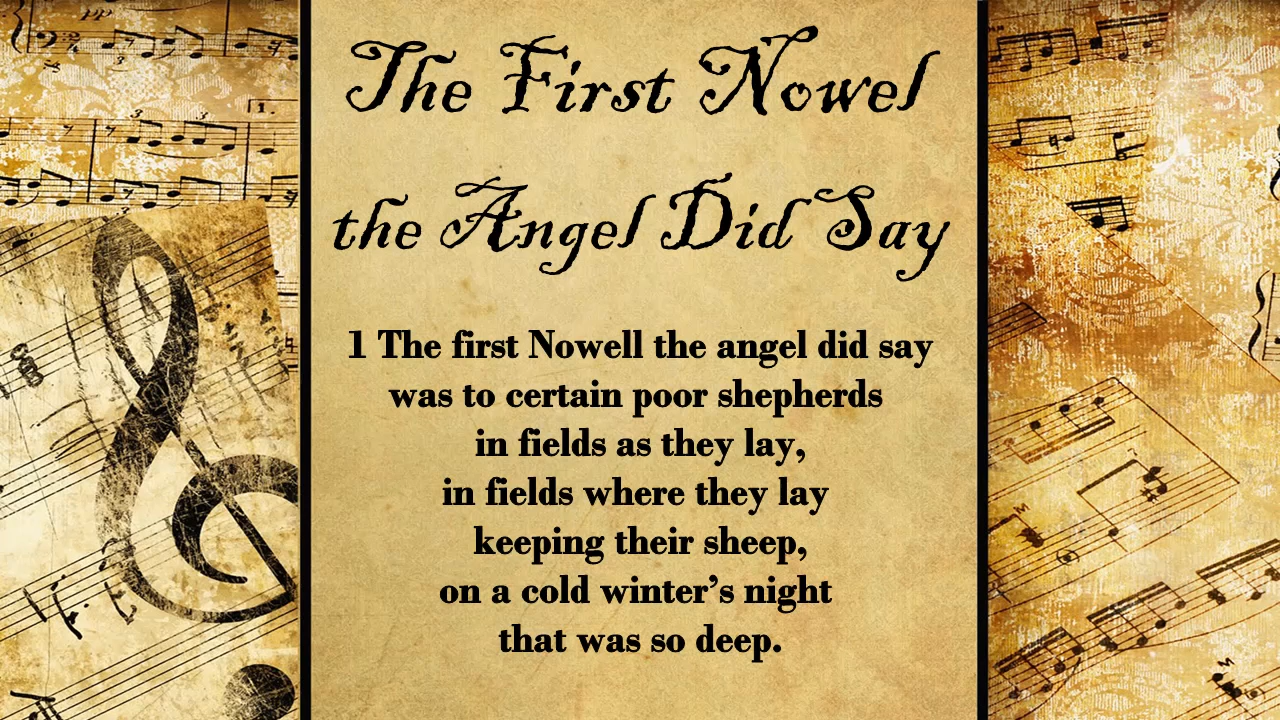 The First Nowel
the Angel Did Say
1 The first Nowell the angel did say
was to certain poor shepherds
in fields as they lay,
in fields where they lay
keeping their sheep,
on a cold winter’s night
that was so deep.